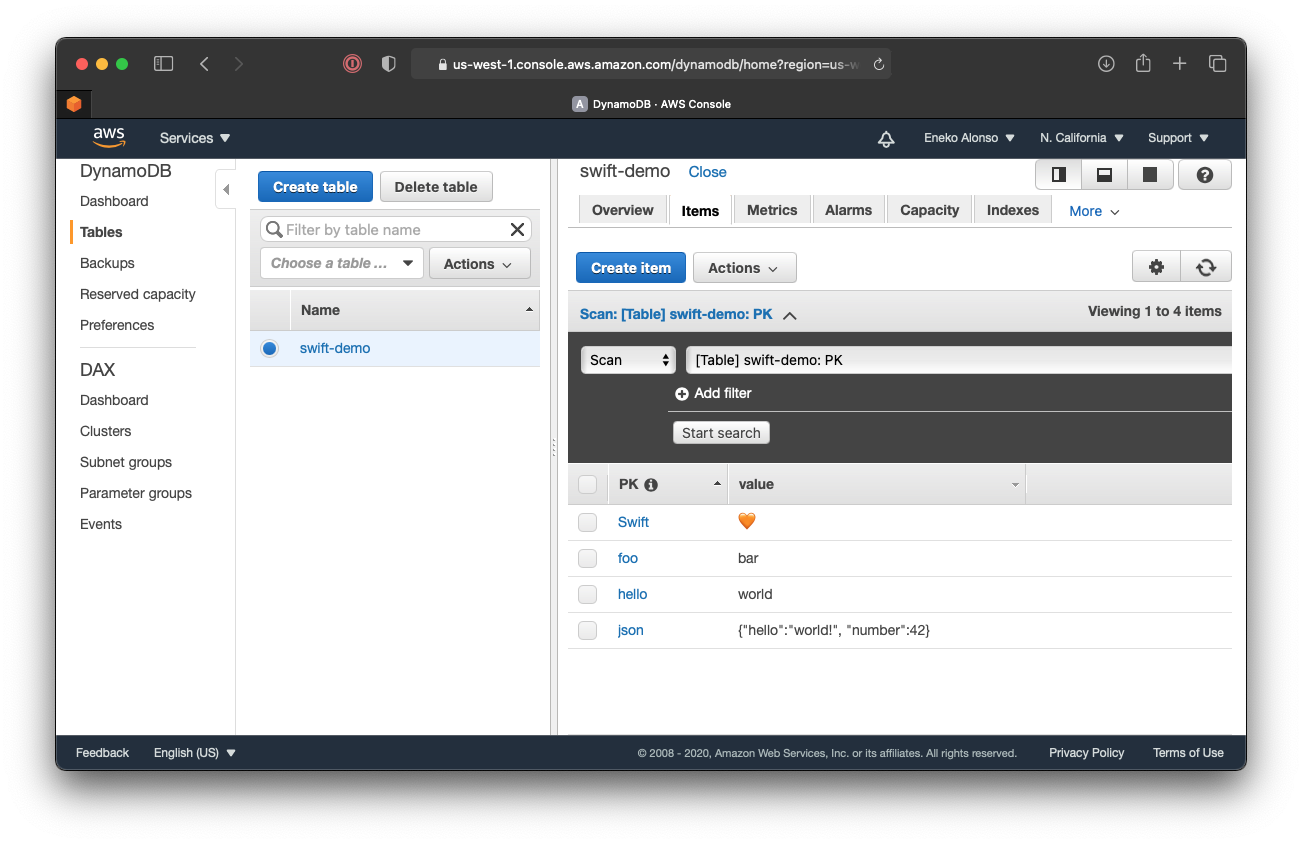 us-west-1.console.aws.amazon.com/dynamodb/home?region=us-w
A DynamoDB · AWS Console
aws Services Eneko Alonso N. California Support
DynamoDB
Dashboard
Tables
Backups
Reserved capacity
Preferences
DAX
Dashboard
Clusters
Subnet groups
Parameter groups
Events
Create table Delete table
Filter by table name
Choose a table ... Actions
Name
swift-demo
swift-demo Close
Overview Items Metrics Alarms Capacity Indexes More
Create item Actions
Scan: [Table] swift-demo: PK Viewing 1 to 4 items
Scan [Table] swift-demo: PK
Add filter
Start search
PK value
Swift 🧡
foo bar
hello world
json {"hello":"world!", "number":42}
Feedback English (US) © 2008 - 2020, Amazon Web Services, Inc. or its affiliates. All rights reserved. Privacy Policy Terms of Use